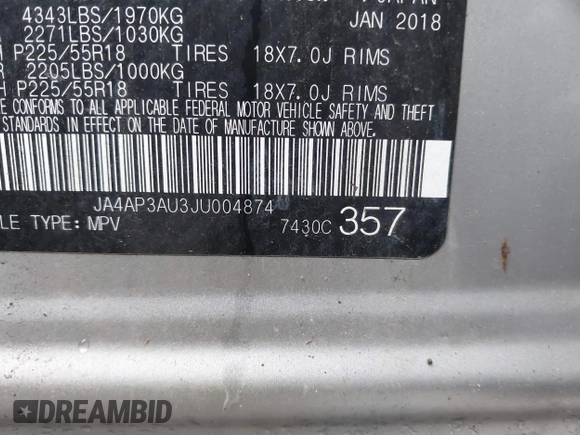 JAN 2018
4343LBS/1970KG
2271LBS/1030KG
P225/55R18 TIRES 18X7.0J RIMS
2205LBS/1000KG
P225/55R18 TIRES 18X7.0J RIMS
CONFORMS TO ALL APPLICABLE FEDERAL MOTOR VEHICLE SAFETY AND THEFT
STANDARDS IN EFFECT ON THE DATE OF MANUFACTURE SHOWN ABOVE.
JA4AP3AU3JU004874
LE TYPE: MPV 7430C 357
DREAMBID